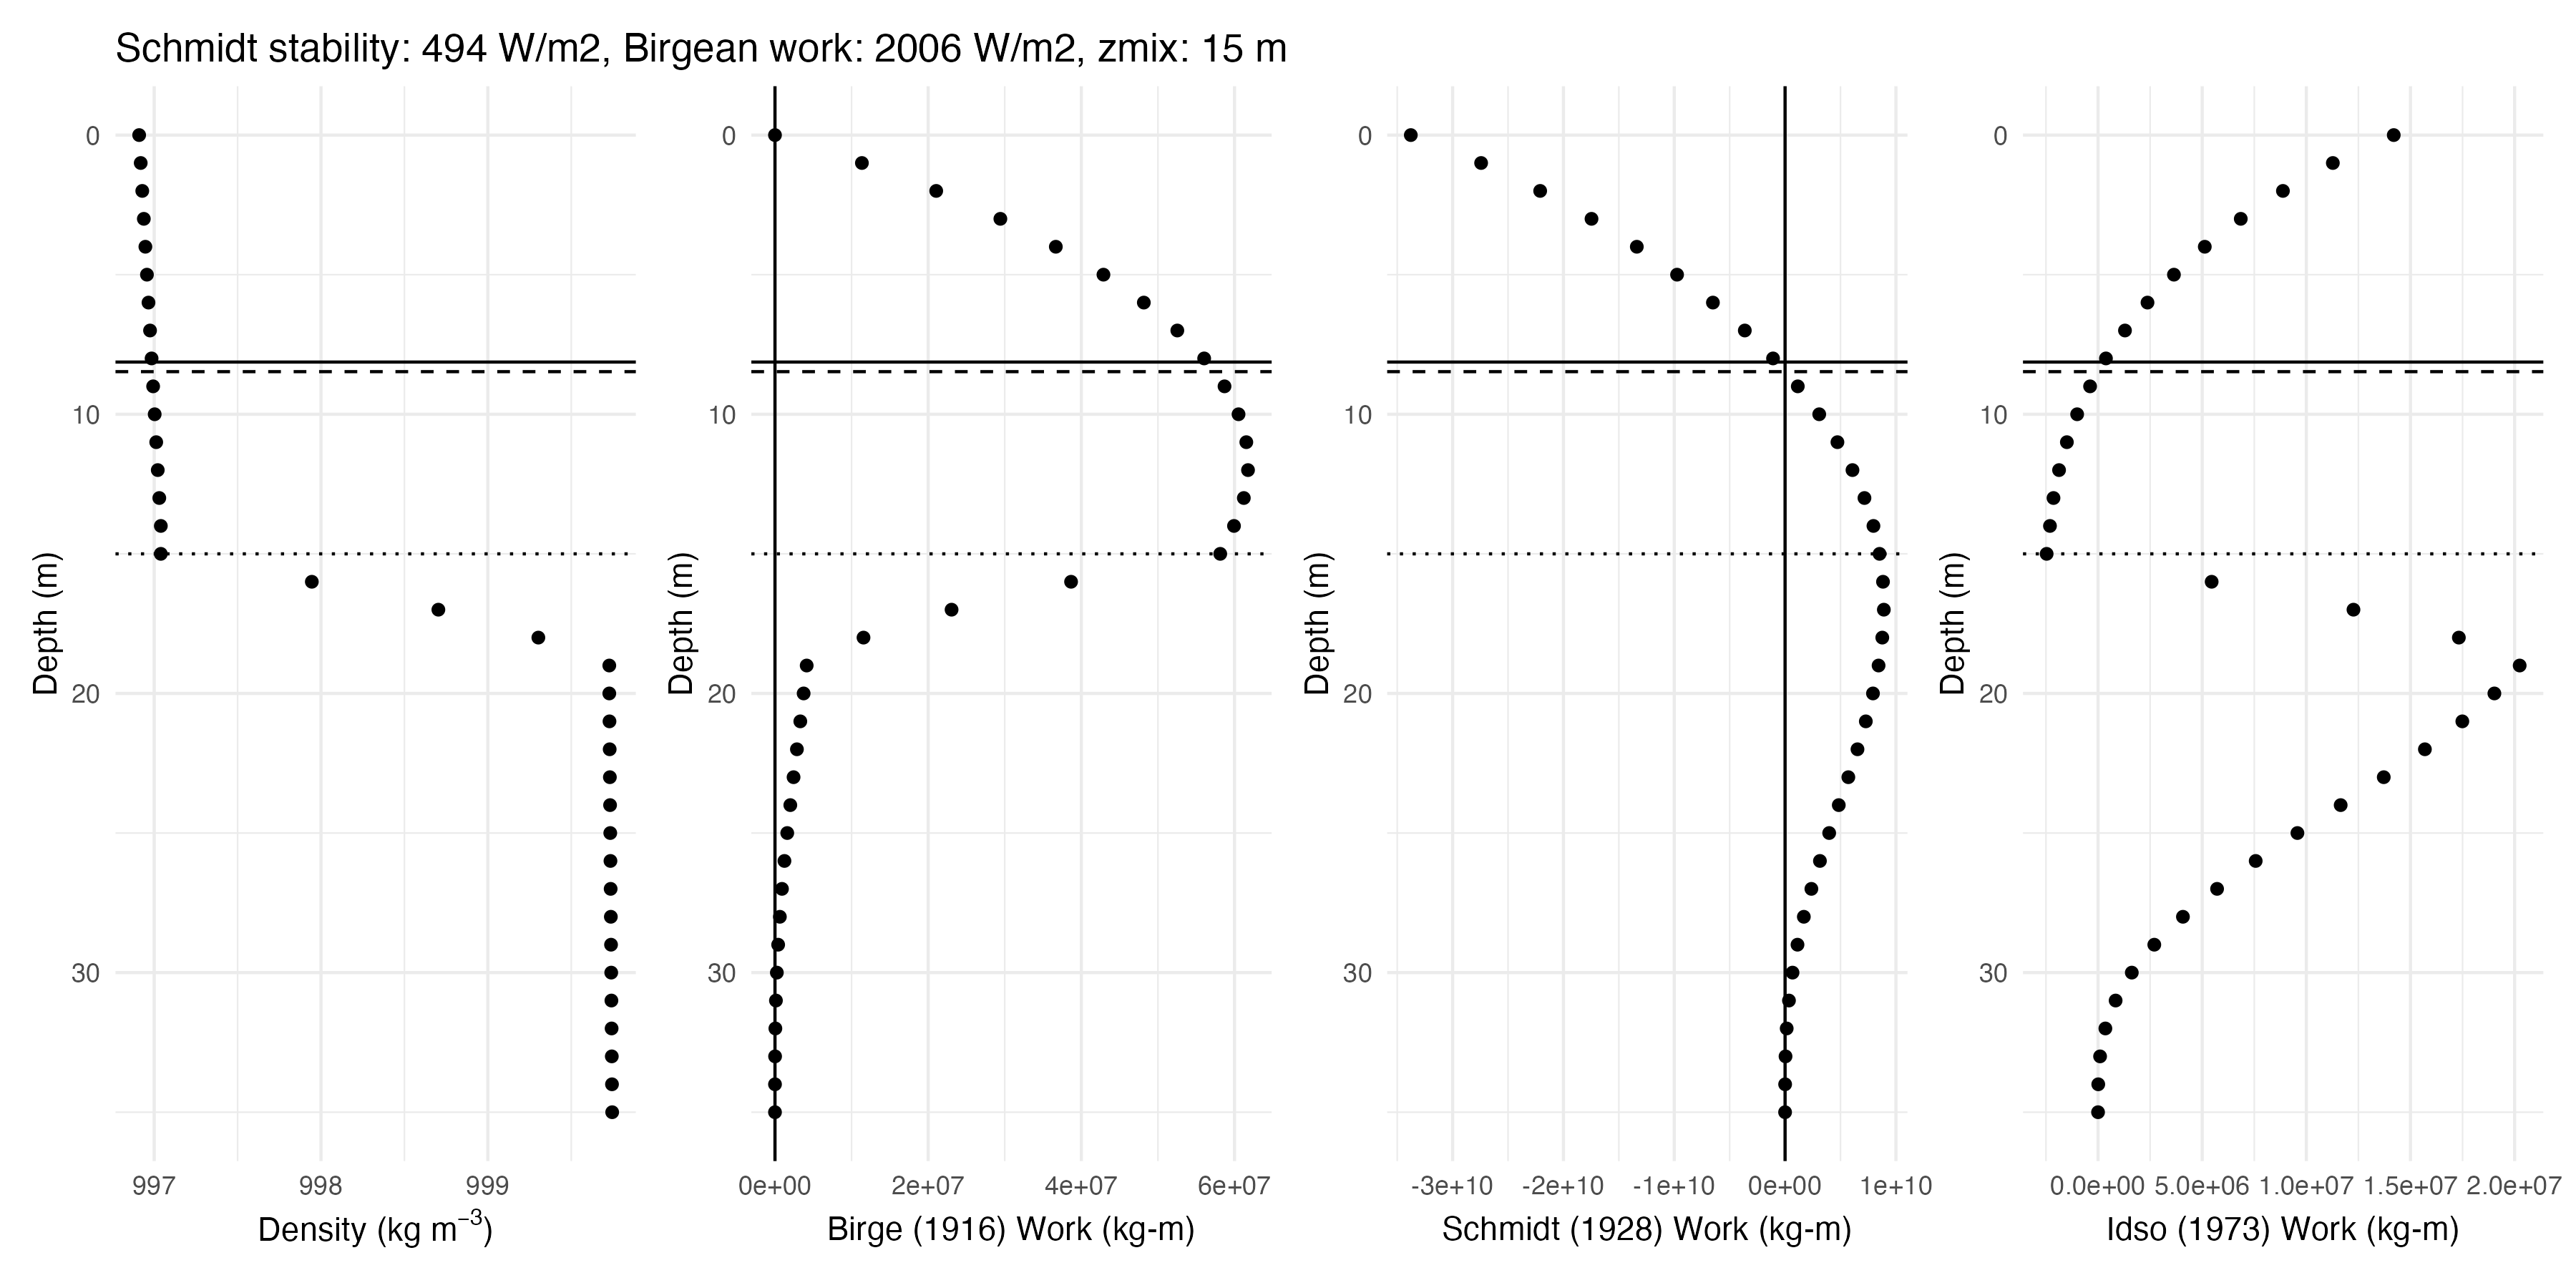 Schmidt stability: 494 W/m2, Birgean work: 2006 W/m2, zmix: 15 m
0
10
20
30
Depth (m)
997 998 999
Density (kg m⁻³)
0
10
20
30
Depth (m)
0e+00 2e+07 4e+07 6e+07
Birge (1916) Work (kg-m)
0
10
20
30
Depth (m)
-3e+10 -2e+10 -1e+10 0e+00 1e+10
Schmidt (1928) Work (kg-m)
0
10
20
30
Depth (m)
0.0e+00 5.0e+06 1.0e+07 1.5e+07 2.0e+07
Idso (1973) Work (kg-m)